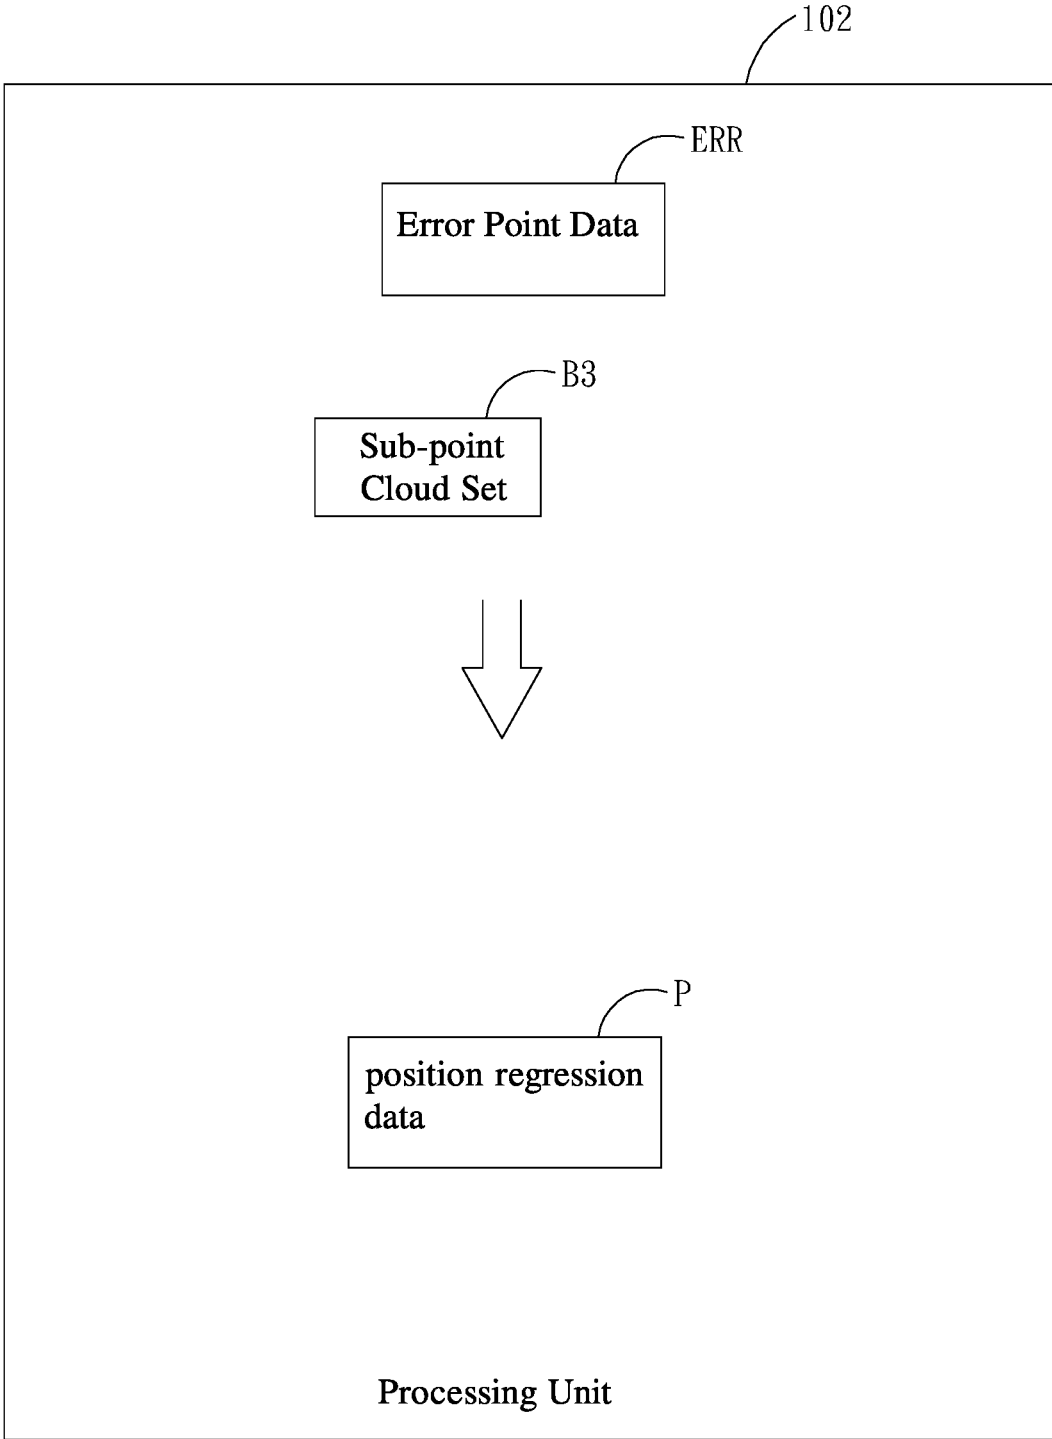 102
ERR
Error Point Data
B3
Sub-point
Cloud Set
P
position regression
data
Processing Unit